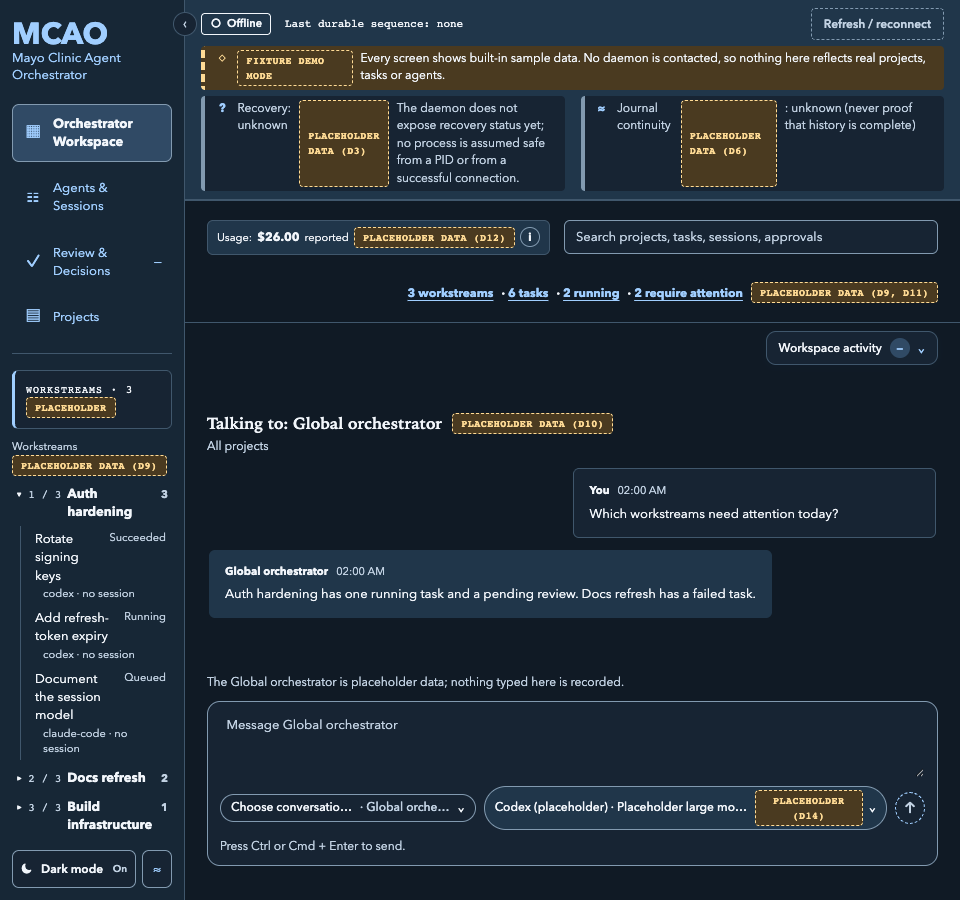 MCAO
Mayo Clinic Agent
Orchestrator
Orchestrator
Workspace
Agents &
Sessions
Review &
Decisions
–
Projects
WORKSTREAMS · 3
PLACEHOLDER
Workstreams
PLACEHOLDER DATA (D9)
1 / 3 Auth hardening 3
Rotate signing keys Succeeded
codex · no session
Add refresh-token expiry Running
codex · no session
Document the session model Queued
claude-code · no session
2 / 3 Docs refresh 2
3 / 3 Build infrastructure 1
Dark mode On
≈
Offline
Last durable sequence: none
Refresh / reconnect
FIXTURE DEMO MODE
Every screen shows built-in sample data. No daemon is contacted, so nothing here reflects real projects,
tasks or agents.
? Recovery: unknown
PLACEHOLDER DATA (D3)
The daemon does not
expose recovery status yet;
no process is assumed safe
from a PID or from a
successful connection.
≈ Journal continuity
PLACEHOLDER DATA (D6)
: unknown (never proof
that history is complete)
Usage: $26.00 reported PLACEHOLDER DATA (D12) i
Search projects, tasks, sessions, approvals
3 workstreams · 6 tasks · 2 running · 2 require attention PLACEHOLDER DATA (D9, D11)
Workspace activity –
Talking to: Global orchestrator PLACEHOLDER DATA (D10)
All projects
You 02:00 AM
Which workstreams need attention today?
Global orchestrator 02:00 AM
Auth hardening has one running task and a pending review. Docs refresh has a failed task.
The Global orchestrator is placeholder data; nothing typed here is recorded.
Message Global orchestrator
Choose conversatio... · Global orche...
Codex (placeholder) · Placeholder large mo... PLACEHOLDER (D14)
Press Ctrl or Cmd + Enter to send.